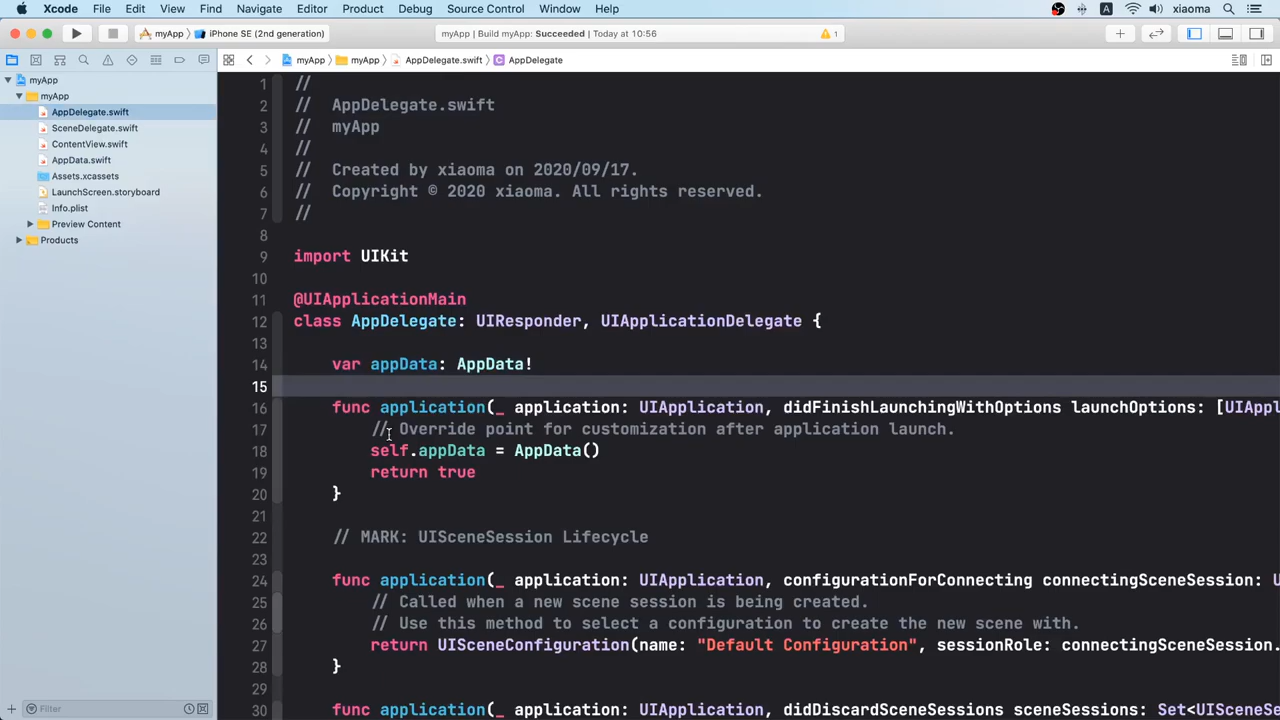 Xcode File Edit View Find Navigate Editor Product Debug Source Control Window Help A xiaoma
myApp iPhone SE (2nd generation) myApp | Build myApp: Succeeded | Today at 10:56 1
myApp myApp AppDelegate.swift C AppDelegate
myApp
myApp
AppDelegate.swift
SceneDelegate.swift
ContentView.swift
AppData.swift
Assets.xcassets
LaunchScreen.storyboard
Info.plist
Preview Content
Products
Filter
1 //
2 // AppDelegate.swift
3 // myApp
4 //
5 // Created by xiaoma on 2020/09/17.
6 // Copyright © 2020 xiaoma. All rights reserved.
7 //
8
9 import UIKit
10
11 @UIApplicationMain
12 class AppDelegate: UIResponder, UIApplicationDelegate {
13
14 var appData: AppData!
15
16 func application(_ application: UIApplication, didFinishLaunchingWithOptions launchOptions: [UIAppl
17 // Override point for customization after application launch.
18 self.appData = AppData()
19 return true
20 }
21
22 // MARK: UISceneSession Lifecycle
23
24 func application(_ application: UIApplication, configurationForConnecting connectingSceneSession: U
25 // Called when a new scene session is being created.
26 // Use this method to select a configuration to create the new scene with.
27 return UISceneConfiguration(name: "Default Configuration", sessionRole: connectingSceneSession.
28 }
29
30 func application(_ application: UIApplication, didDiscardSceneSessions sceneSessions: Set<UISceneSe